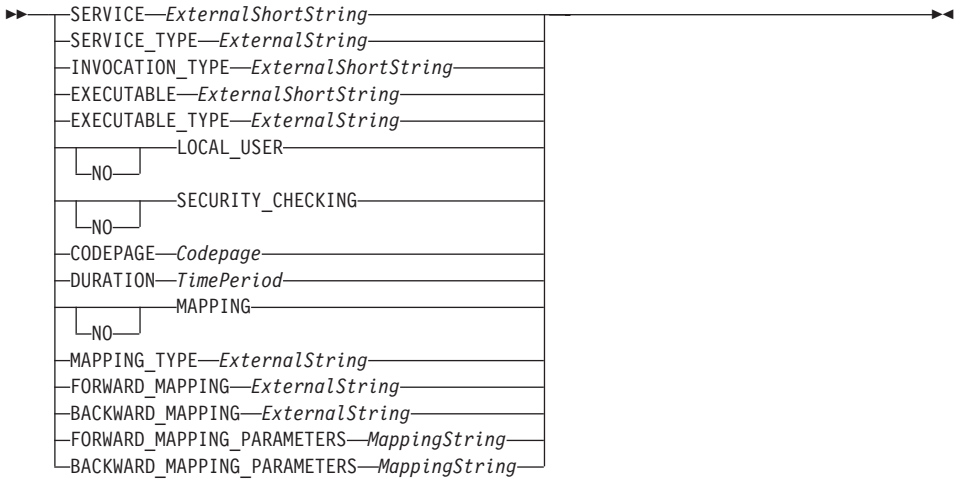 SERVICE ExternalShortString
SERVICE_TYPE ExternalString
INVOCATION_TYPE ExternalShortString
EXECUTABLE ExternalShortString
EXECUTABLE_TYPE ExternalString
LOCAL_USER
NO
SECURITY_CHECKING
NO
CODEPAGE Codepage
DURATION TimePeriod
MAPPING
NO
MAPPING_TYPE ExternalString
FORWARD_MAPPING ExternalString
BACKWARD_MAPPING ExternalString
FORWARD_MAPPING_PARAMETERS MappingString
BACKWARD_MAPPING_PARAMETERS MappingString